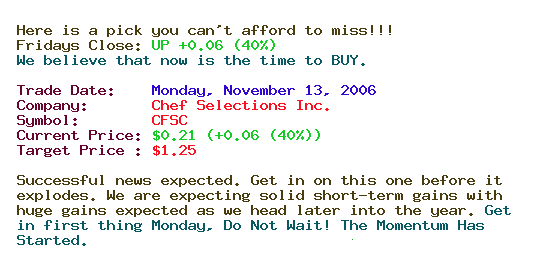 Here is a pick you can't afford to miss!!!
Fridays Close: UP +0.06 (40%)
We believe that now is the time to BUY.
Trade Date: Monday, November 13, 2006
Company: Chef Selections Inc.
Symbol: CFSC
Current Price: $0.21 (+0.06 (40%))
Target Price : $1.25
Successful news expected. Get in on this one before it
explodes. We are expecting solid short-term gains with
huge gains expected as we head later into the year. Get
in first thing Monday, Do Not Wait! The Momentum Has
Started.